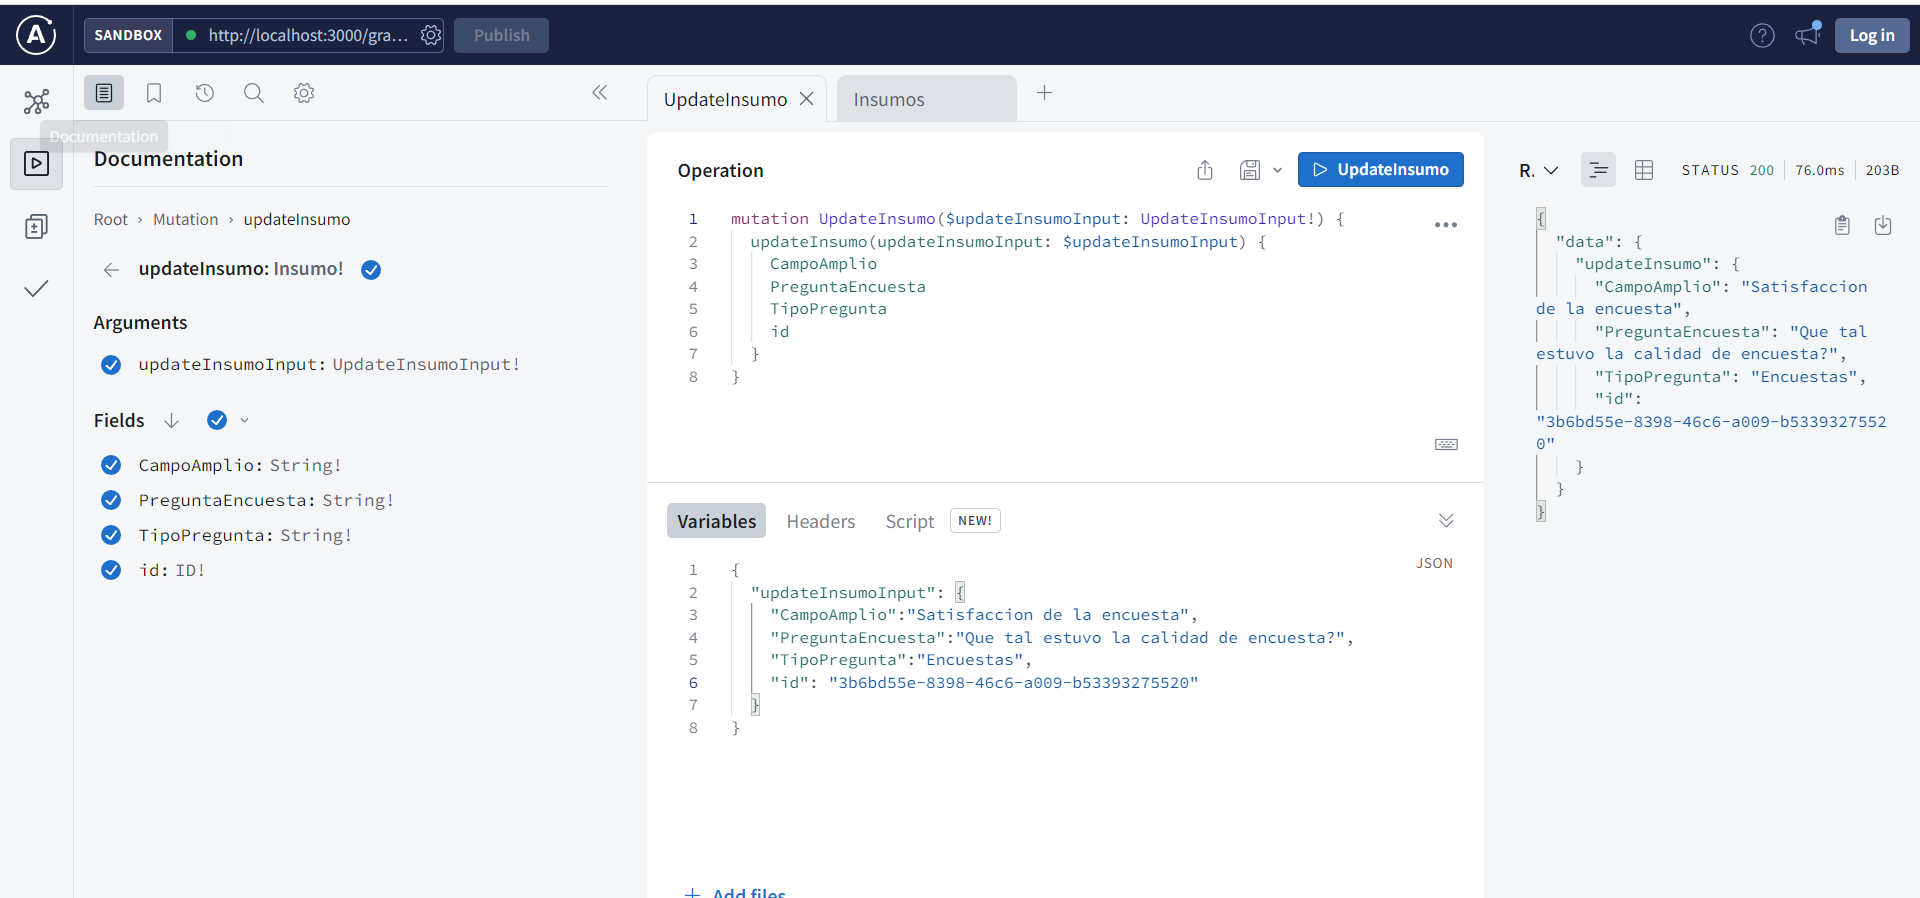 SANDBOX http://localhost:3000/gra... Publish Log in
Documentation
Documentation
Root › Mutation › updateInsumo
updateInsumo: Insumo!
Arguments
updateInsumoInput: UpdateInsumoInput!
Fields
CampoAmplio: String!
PreguntaEncuesta: String!
TipoPregunta: String!
id: ID!
UpdateInsumo Insumos
Operation UpdateInsumo
1 mutation UpdateInsumo($updateInsumoInput: UpdateInsumoInput!) {
2 updateInsumo(updateInsumoInput: $updateInsumoInput) {
3 CampoAmplio
4 PreguntaEncuesta
5 TipoPregunta
6 id
7 }
8 }
Variables Headers Script NEW!
JSON
1 {
2 "updateInsumoInput": {
3 "CampoAmplio":"Satisfaccion de la encuesta",
4 "PreguntaEncuesta":"Que tal estuvo la calidad de encuesta?",
5 "TipoPregunta":"Encuestas",
6 "id": "3b6bd55e-8398-46c6-a009-b53393275520"
7 }
8 }
Add files
R. STATUS 200 76.0ms 203B
{
"data": {
"updateInsumo": {
"CampoAmplio": "Satisfaccion
de la encuesta",
"PreguntaEncuesta": "Que tal
estuvo la calidad de encuesta?",
"TipoPregunta": "Encuestas",
"id":
"3b6bd55e-8398-46c6-a009-b5339327552
0"
}
}
}